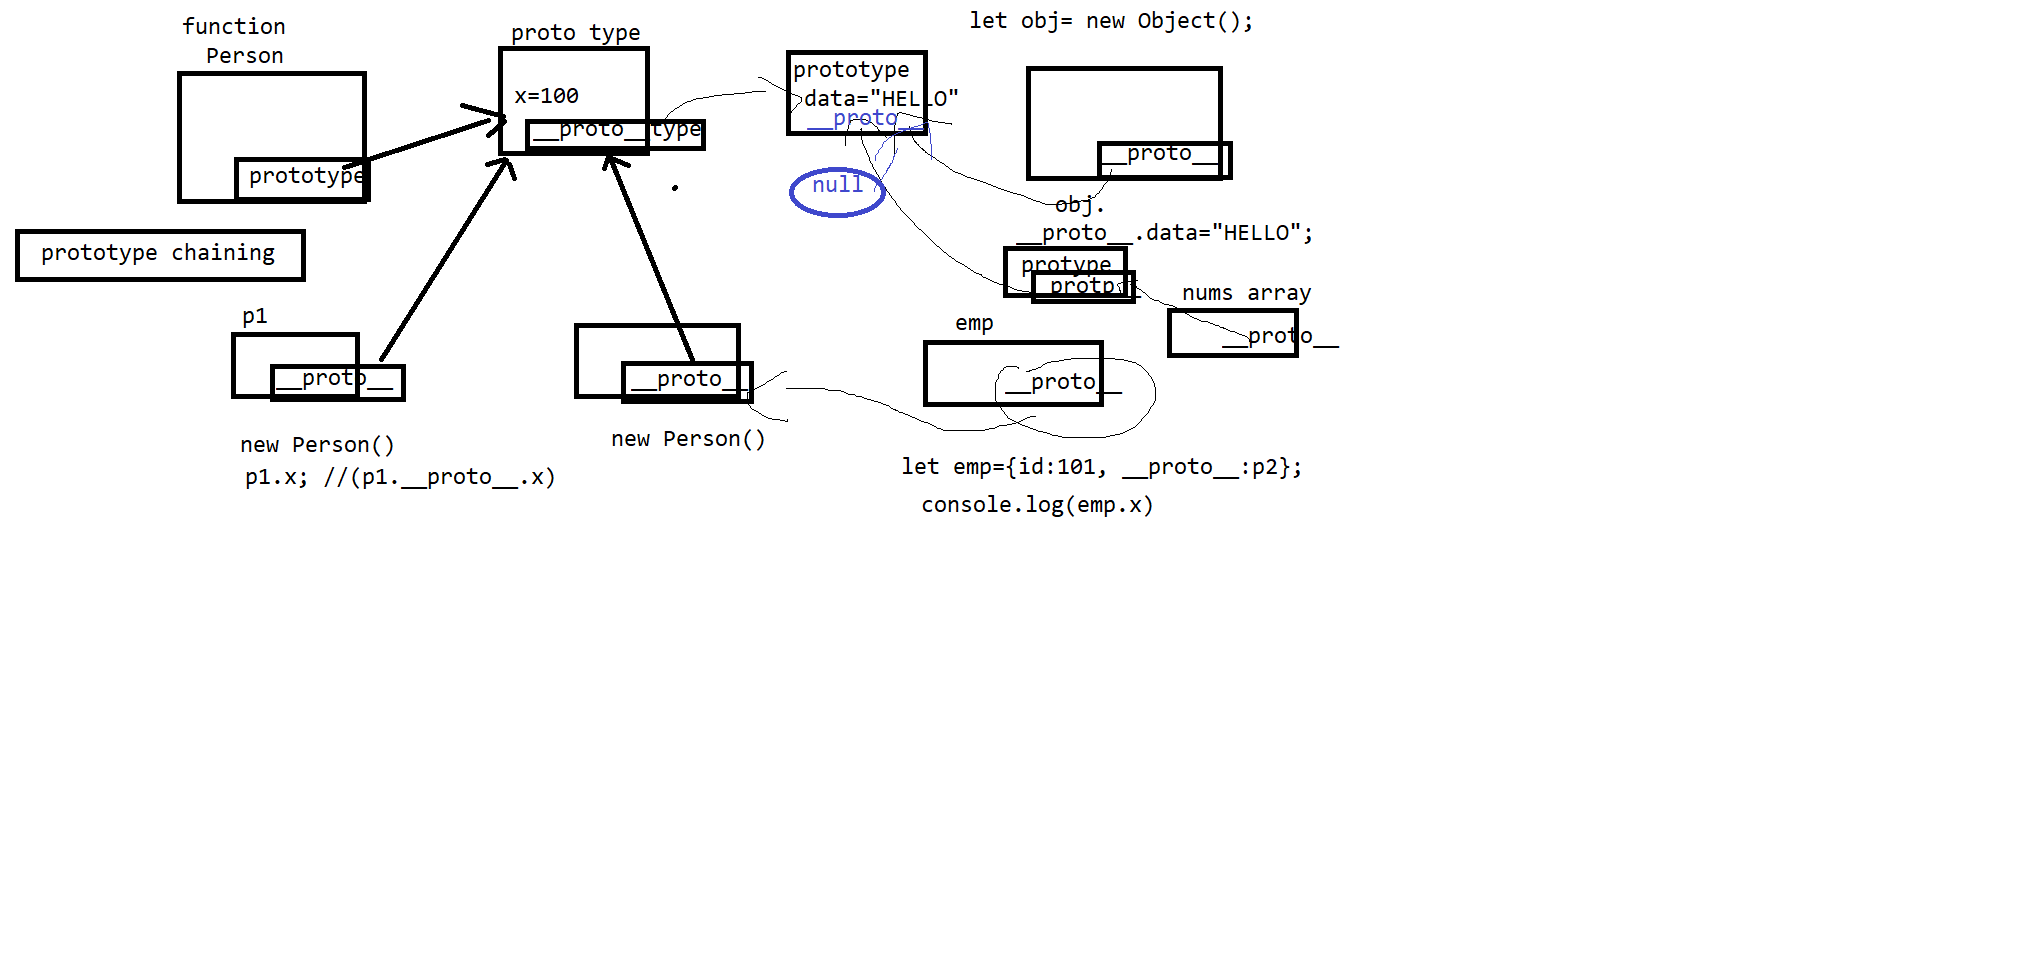 function
Person
prototype
proto type
x=100
__proto__type
prototype
data="HELLO"
__proto__
null
let obj= new Object();
__proto__
obj.
__proto__.data="HELLO";
protype
protp__
nums array
__proto__
prototype chaining
p1
__proto__
new Person()
p1.x; //(p1.__proto__.x)
__proto__
new Person()
emp
__proto__
let emp={id:101, __proto__:p2};
console.log(emp.x)